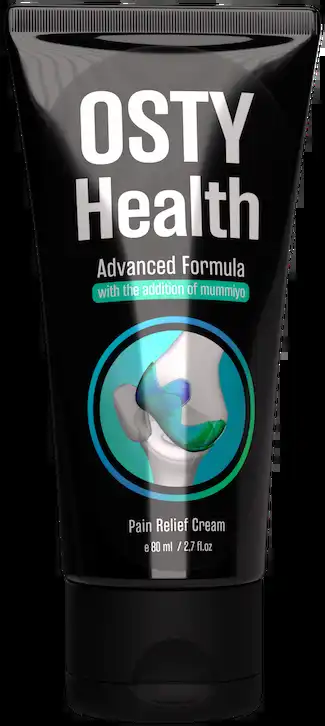 OSTY
Health
Advanced Formula
with the addition of mummiyo
Pain Relief Cream
e 80 ml / 2,7 fl.oz